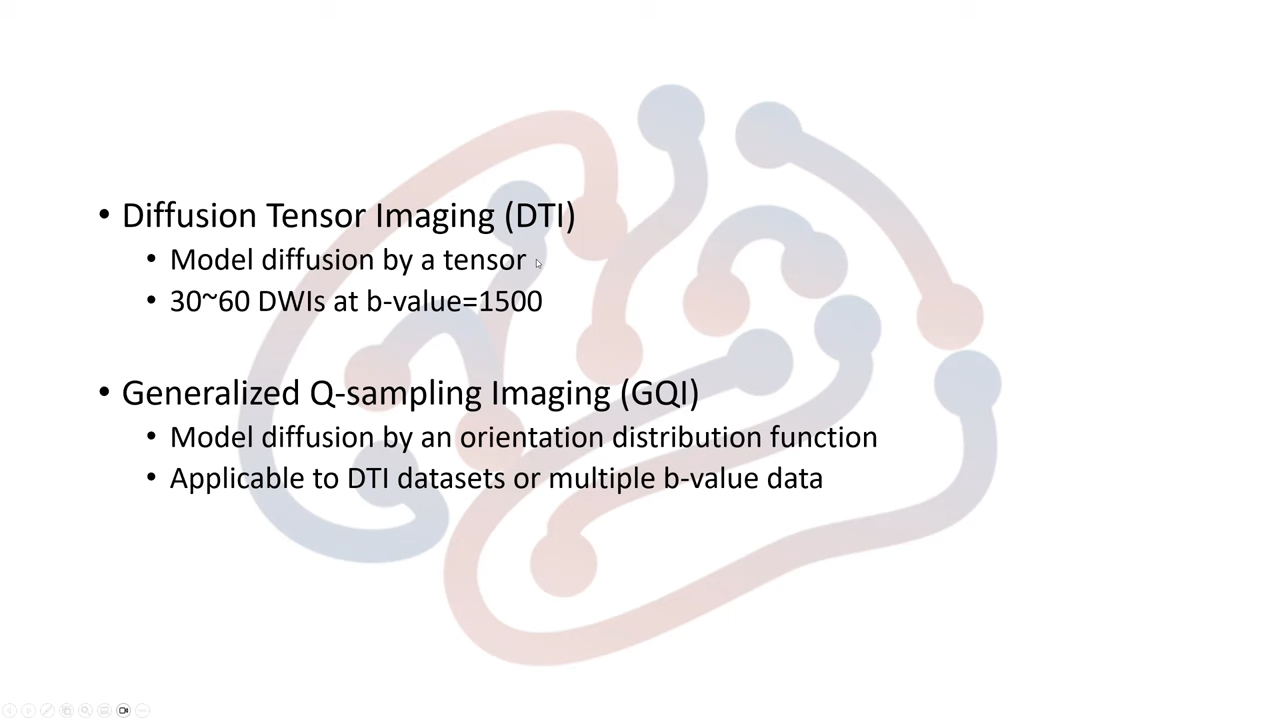 • Diffusion Tensor Imaging (DTI)
• Model diffusion by a tensor
• 30~60 DWIs at b-value=1500
• Generalized Q-sampling Imaging (GQI)
• Model diffusion by an orientation distribution function
• Applicable to DTI datasets or multiple b-value data